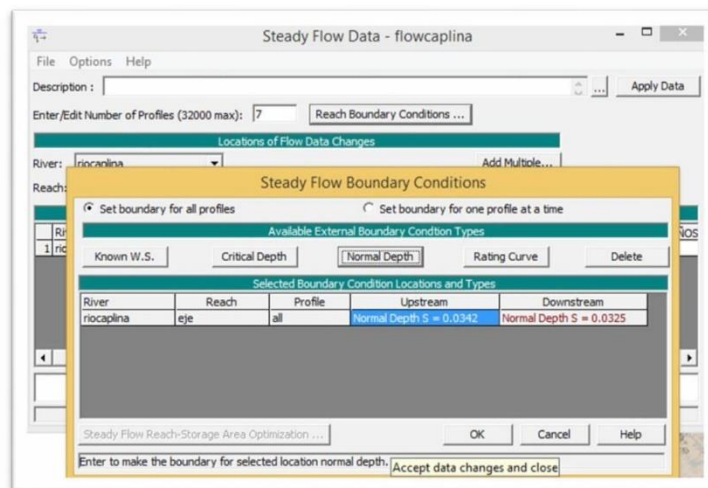 Steady Flow Data - flowcaplina
File Options Help
Description :
... Apply Data
Enter/Edit Number of Profiles (32000 max): 7 Reach Boundary Conditions ...
Locations of Flow Data Changes
River: riocaplina Add Multiple...
Reach:
Steady Flow Boundary Conditions
Set boundary for all profiles Set boundary for one profile at a time
Available External Boundary Condtion Types
Known W.S. Critical Depth Normal Depth Rating Curve Delete
Selected Boundary Condition Locations and Types
River Reach Profile Upstream Downstream
riocaplina eje all Normal Depth S = 0.0342 Normal Depth S = 0.0325
Ri
ÑOS
1 ric
Steady Flow Reach-Storage Area Optimization ... OK Cancel Help
Enter to make the boundary for selected location normal depth.
Accept data changes and close